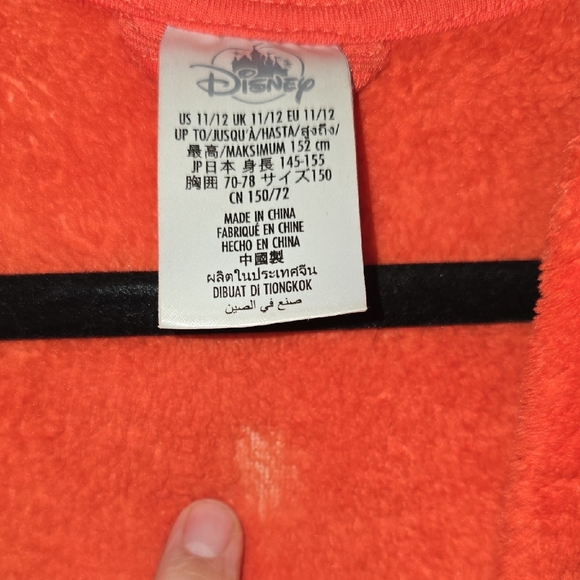 Disney
US 11/12 UK 11/12 EU 11/12
UP TO/JUSQU'À/HASTA/สูงถึง/
最高/MAKSIMUM 152 cm
JP日本 身長 145-155
胸囲 70-78 サイズ150
CN 150/72
MADE IN CHINA
FABRIQUÉ EN CHINE
HECHO EN CHINA
中國製
ผลิตในประเทศจีน
DIBUAT DI TIONGKOK
صنع في الصين